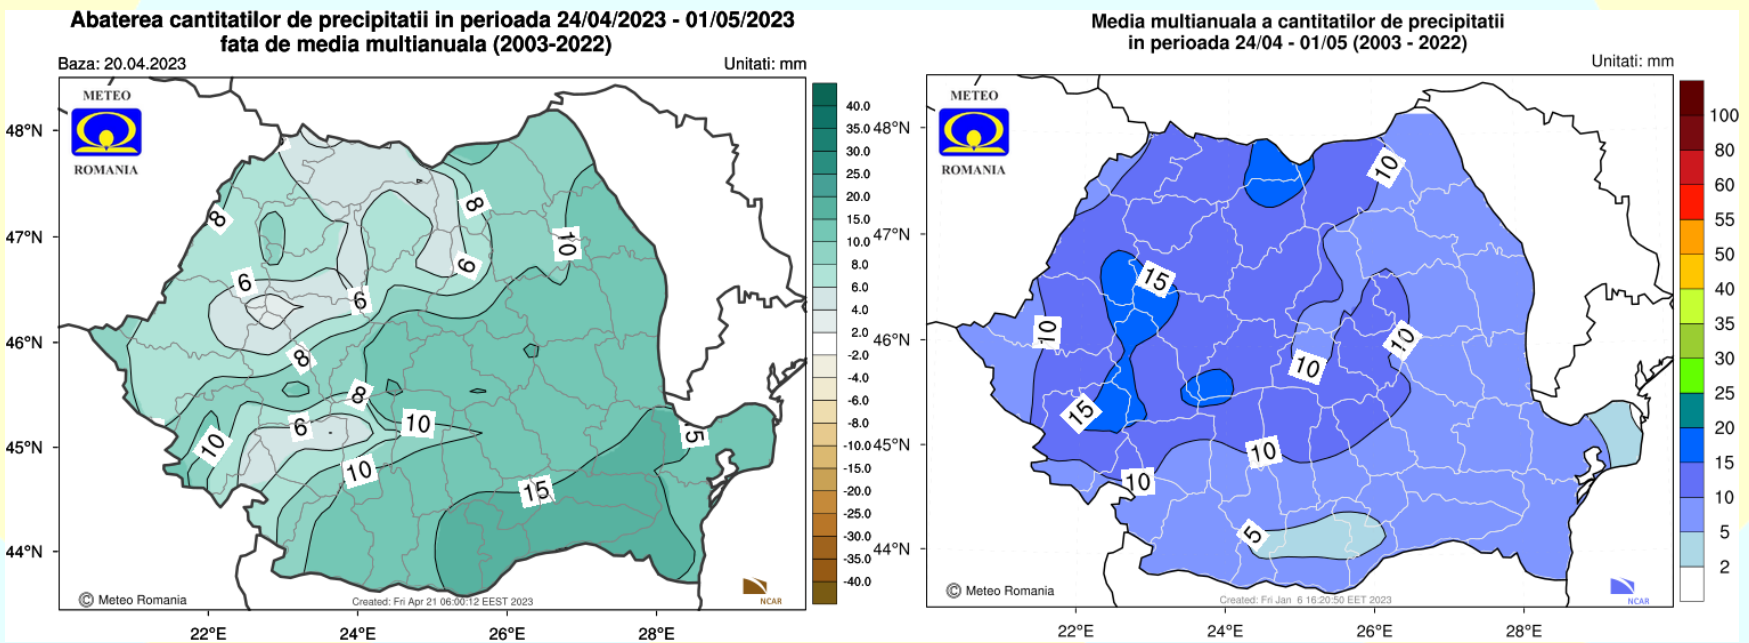 Abaterea cantitatilor de precipitatii in perioada 24/04/2023 - 01/05/2023
fata de media multianuala (2003-2022)
Baza: 20.04.2023
Unitati: mm
METEO
ROMANIA
48°N
47°N
46°N
45°N
44°N
22°E
24°E
26°E
28°E
8
8
10
6
6
6
8
8
6
10
10
10
15
15
40.0
35.0
30.0
25.0
20.0
15.0
10.0
8.0
6.0
4.0
2.0
-2.0
-4.0
-6.0
-8.0
-10.0
-15.0
-20.0
-25.0
-30.0
-35.0
-40.0
© Meteo Romania
Created: Fri Apr 21 06:00:12 EEST 2023
NCAR
Media multianuala a cantitatilor de precipitatii
in perioada 24/04 - 01/05 (2003 - 2022)
Unitati: mm
METEO
ROMANIA
48°N
47°N
46°N
45°N
44°N
22°E
24°E
26°E
28°E
10
15
10
10
10
15
10
10
5
100
80
60
55
50
40
35
30
25
20
15
10
5
2
© Meteo Romania
Created: Fri Jan 6 16:20:50 EET 2023
NCAR